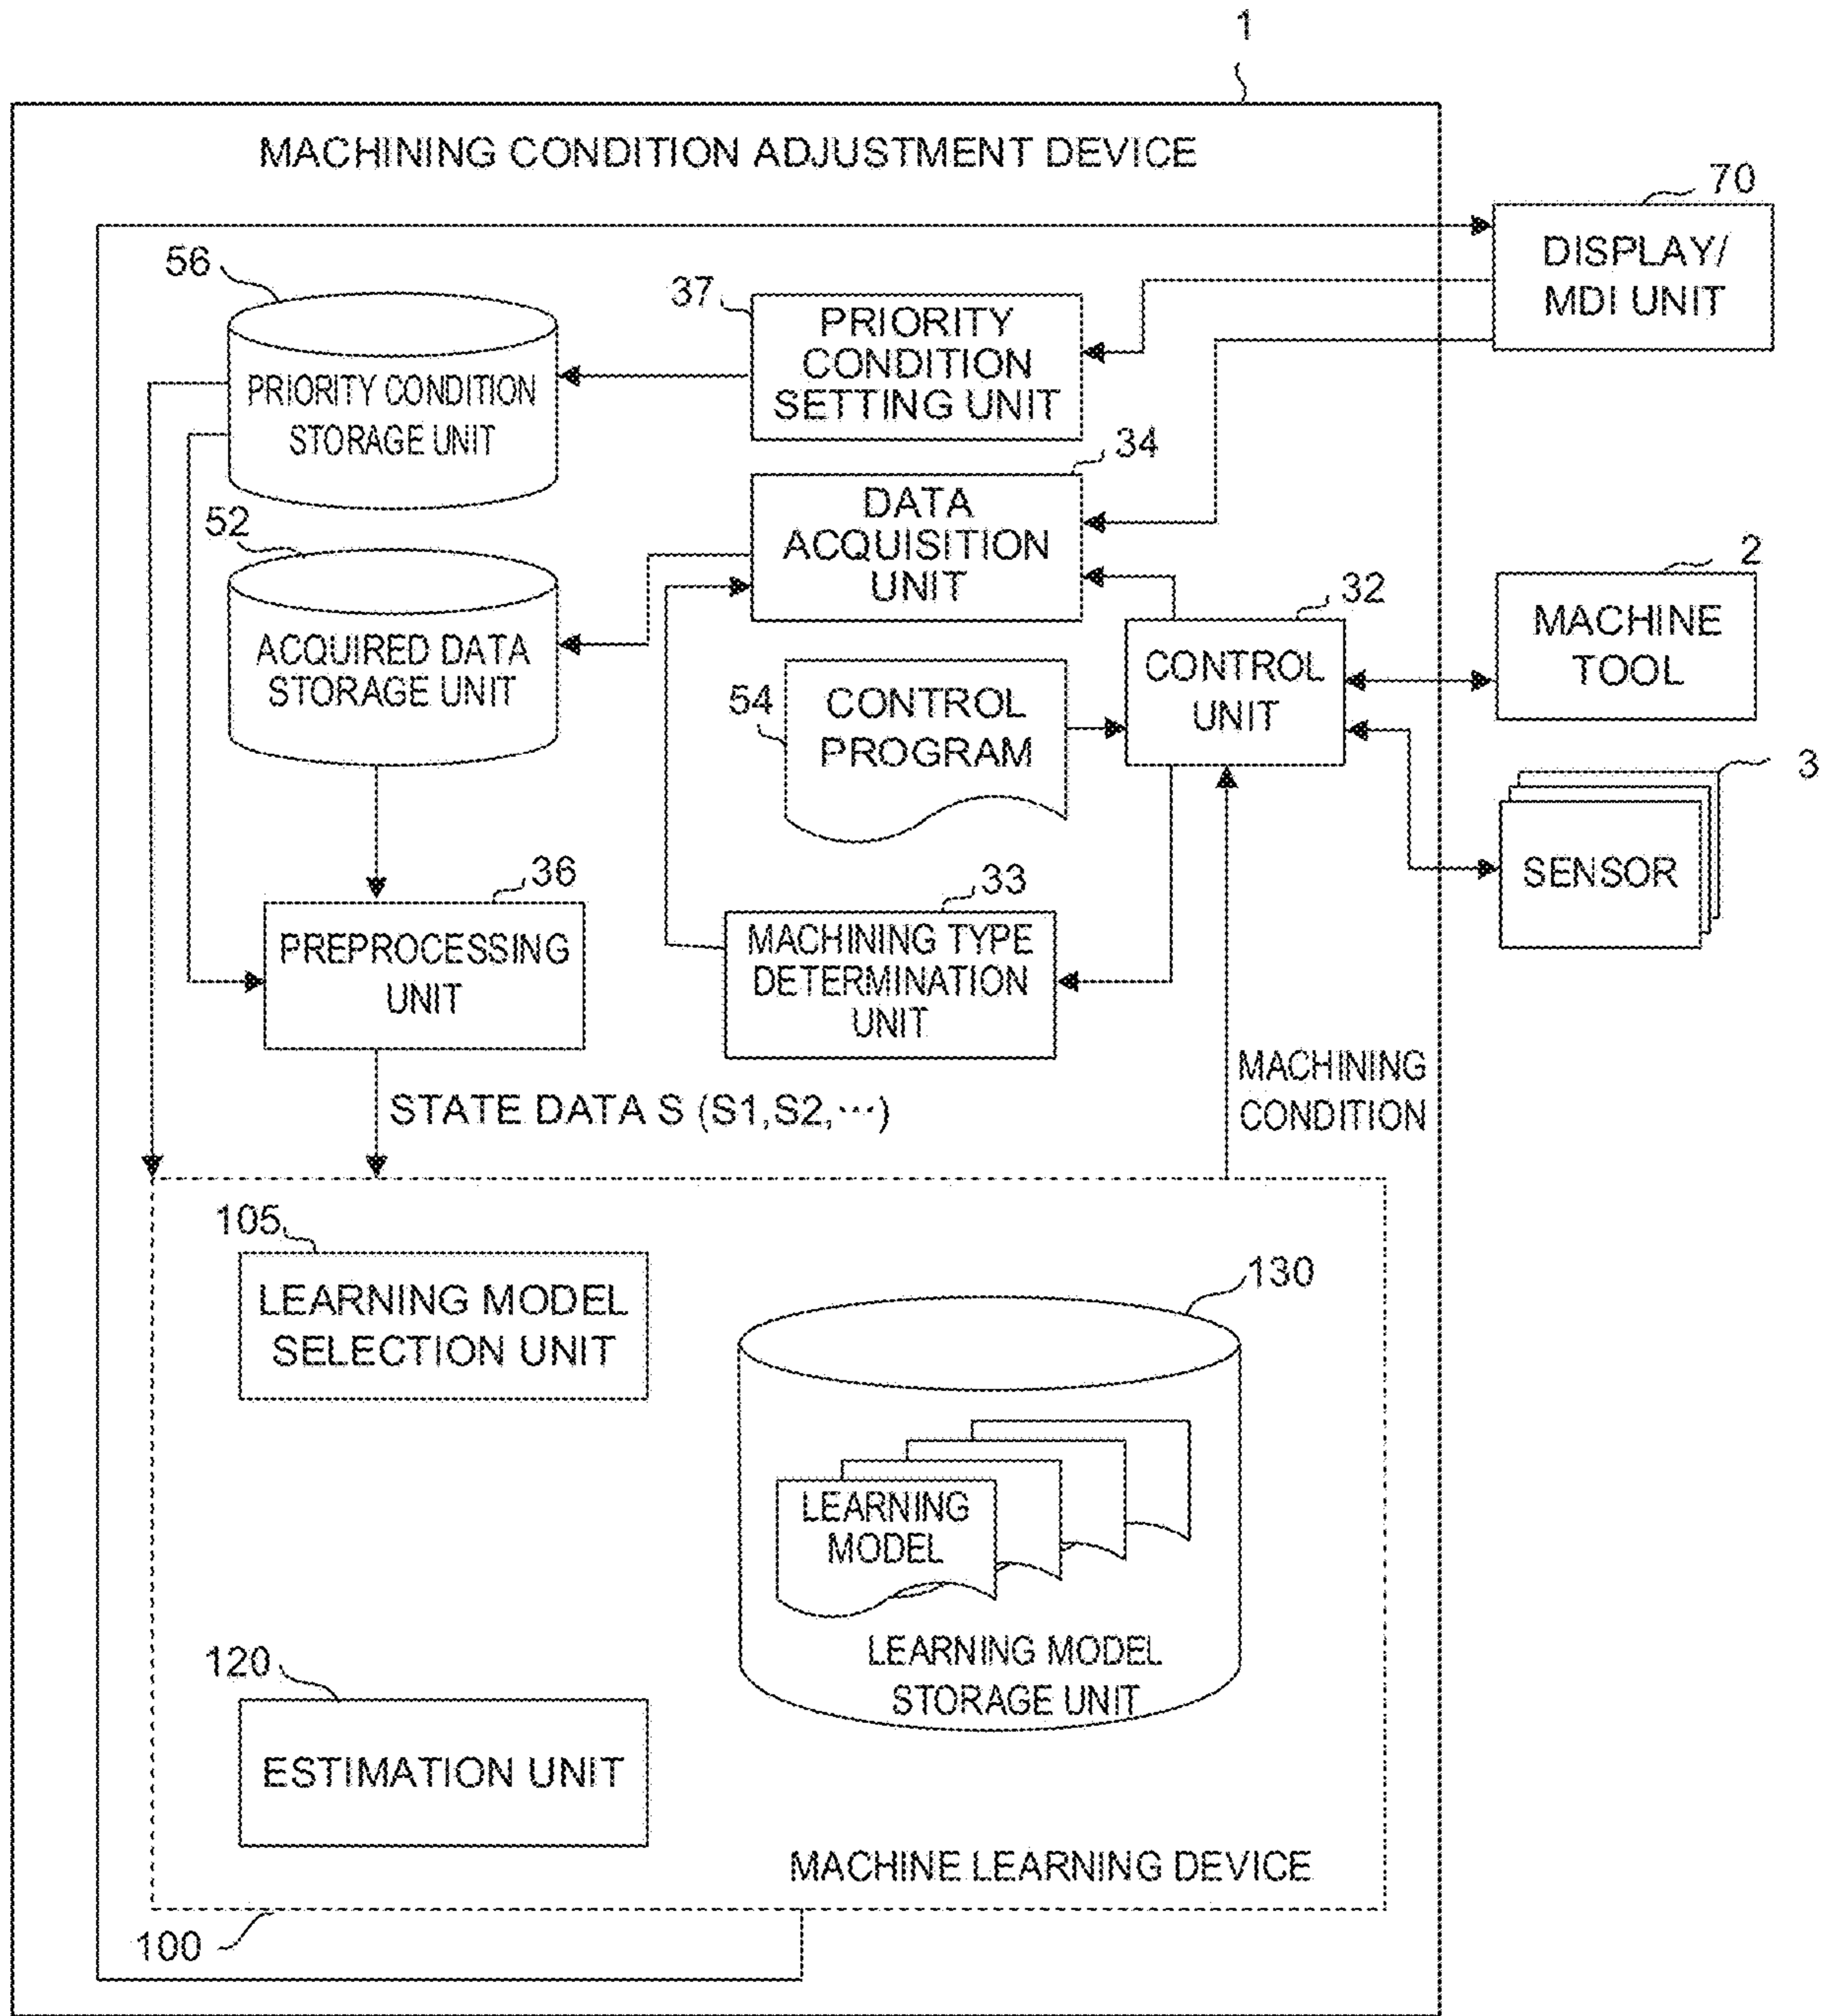 1
MACHINING CONDITION ADJUSTMENT DEVICE
70
DISPLAY/
MDI UNIT
56
PRIORITY CONDITION
STORAGE UNIT
37
PRIORITY
CONDITION
SETTING UNIT
34
DATA
ACQUISITION
UNIT
52
ACQUIRED DATA
STORAGE UNIT
32
CONTROL
UNIT
2
MACHINE
TOOL
54
CONTROL
PROGRAM
3
SENSOR
36
PREPROCESSING
UNIT
33
MACHINING TYPE
DETERMINATION
UNIT
MACHINING
CONDITION
STATE DATA S (S1,S2,⋯)
105
LEARNING MODEL
SELECTION UNIT
130
LEARNING
MODEL
LEARNING MODEL
STORAGE UNIT
120
ESTIMATION UNIT
MACHINE LEARNING DEVICE
100